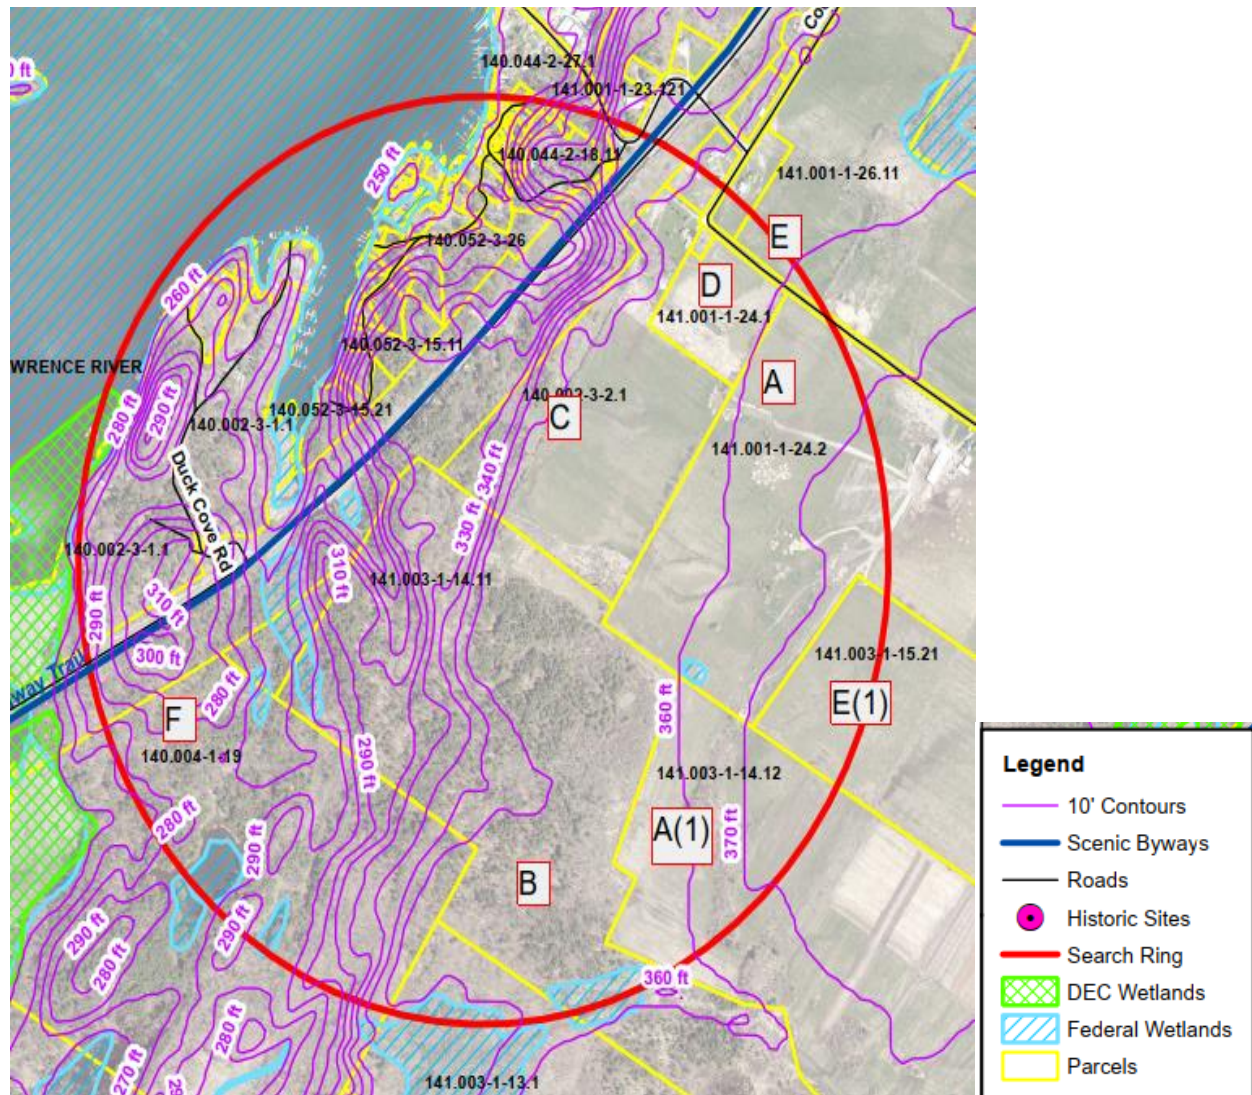 Co
140.044-2-27.1
0 ft
141.001-1-23.121
140.044-2-18.11
250 ft
141.001-1-26.11
E
140.052-3-26
D
260 ft
141.001-1-24.1
140.052-3-15.11
WRENCE RIVER
A
140.002-3-2.1
280 ft
290 ft
140.052-3-15.21
C
140.002-3-1.1
141.001-1-24.2
340 ft
Duck Cove Rd
330 ft
140.002-3-1.1
310 ft
141.003-1-14.11
290 ft
310 ft
300 ft
141.003-1-15.21
way Trail
280 ft
360 ft
E(1)
F
140.004-1-19
290 ft
141.003-1-14.12
280 ft
A(1)
370 ft
290 ft
B
290 ft
280 ft
290 ft
360 ft
280 ft
270 ft
29
141.003-1-13.1
Legend
10' Contours
Scenic Byways
Roads
Historic Sites
Search Ring
DEC Wetlands
Federal Wetlands
Parcels